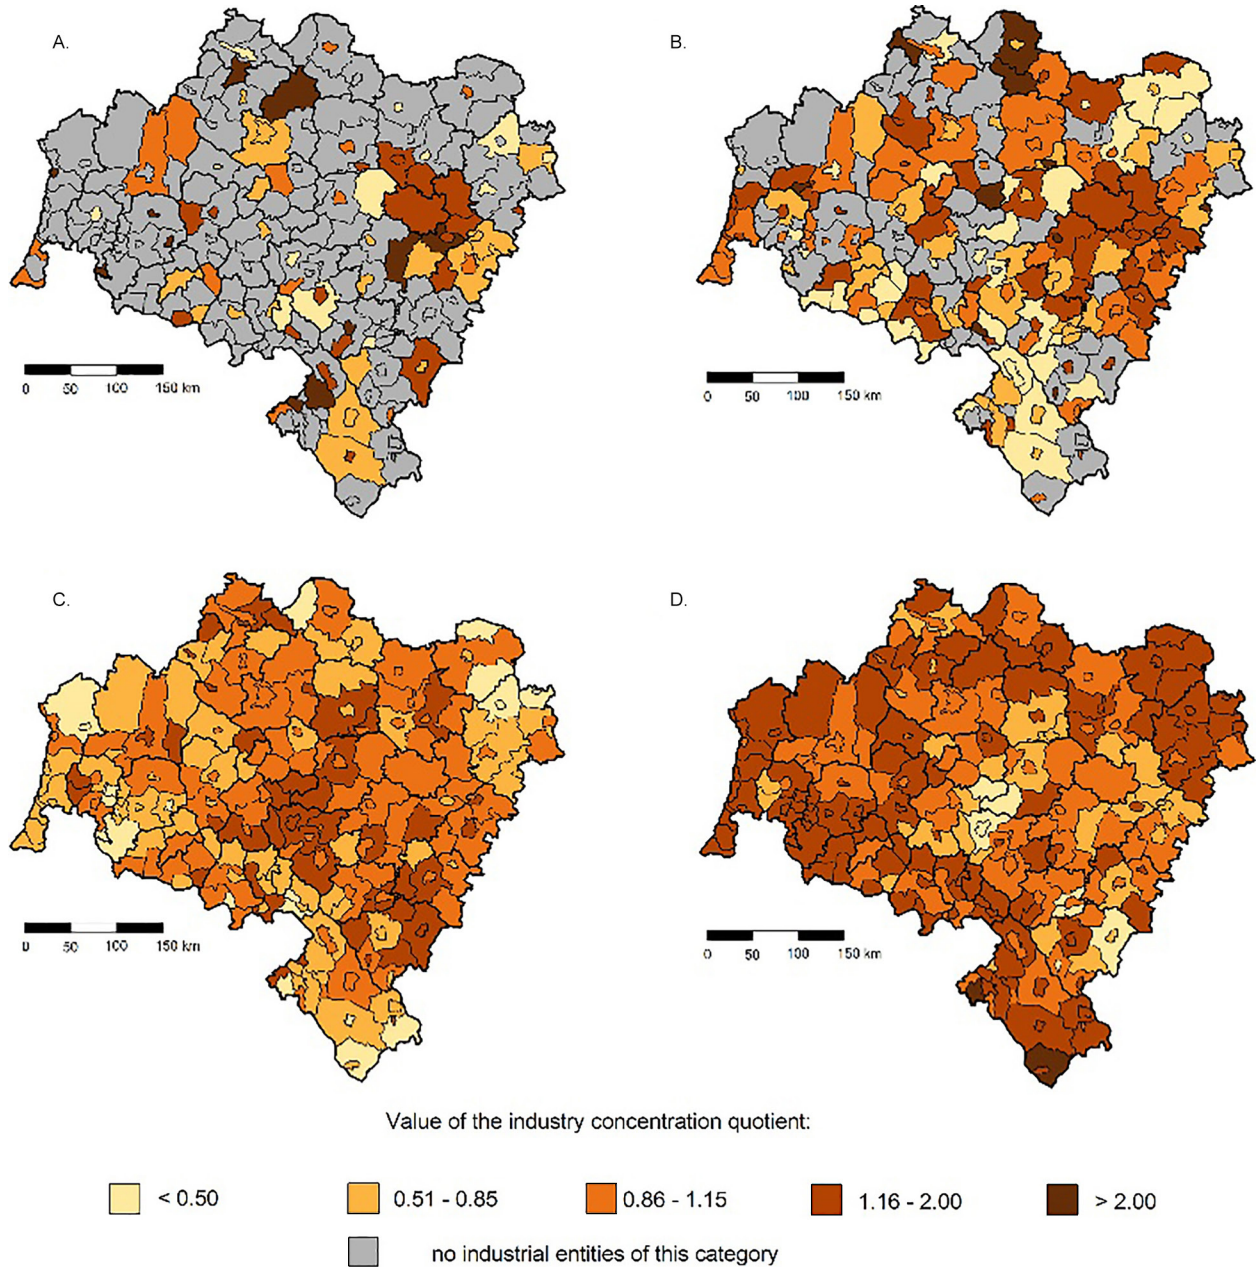 A.
B.
0 50 100 150 km
0 50 100 150 km
C.
D.
0 50 100 150 km
0 50 100 150 km
Value of the industry concentration quotient:
< 0.50
0.51 - 0.85
0.86 - 1.15
1.16 - 2.00
> 2.00
no industrial entities of this category